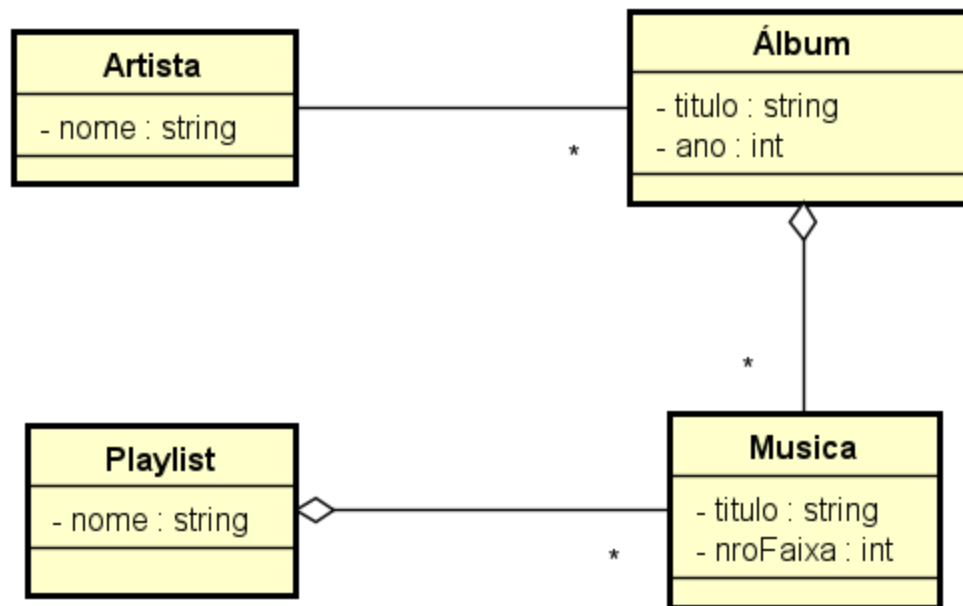 Artista
- nome : string
Álbum
- titulo : string
- ano : int
*
*
Playlist
- nome : string
*
Musica
- titulo : string
- nroFaixa : int